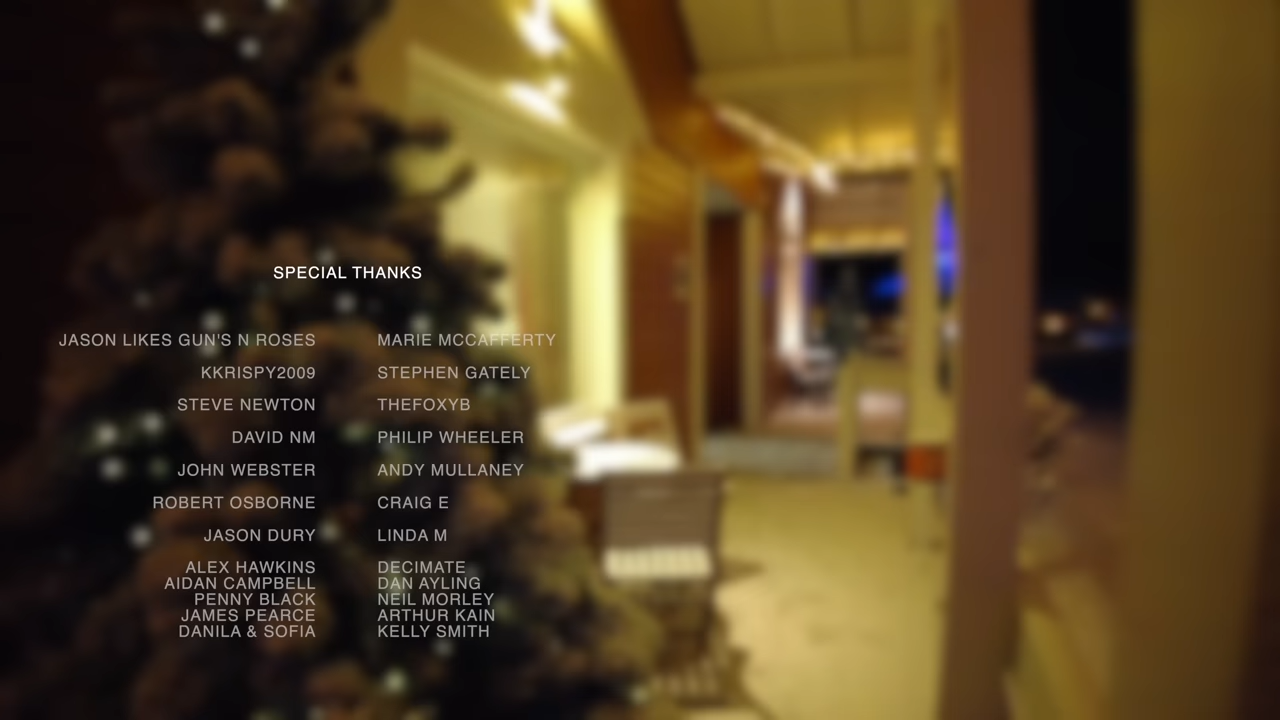 SPECIAL THANKS
JASON LIKES GUN'S N ROSES MARIE MCCAFFERTY
KKRISPY2009 STEPHEN GATELY
STEVE NEWTON THEFOXYB
DAVID NM PHILIP WHEELER
JOHN WEBSTER ANDY MULLANEY
ROBERT OSBORNE CRAIG E
JASON DURY LINDA M
ALEX HAWKINS DECIMATE
AIDAN CAMPBELL DAN AYLING
PENNY BLACK NEIL MORLEY
JAMES PEARCE ARTHUR KAIN
DANILA & SOFIA KELLY SMITH